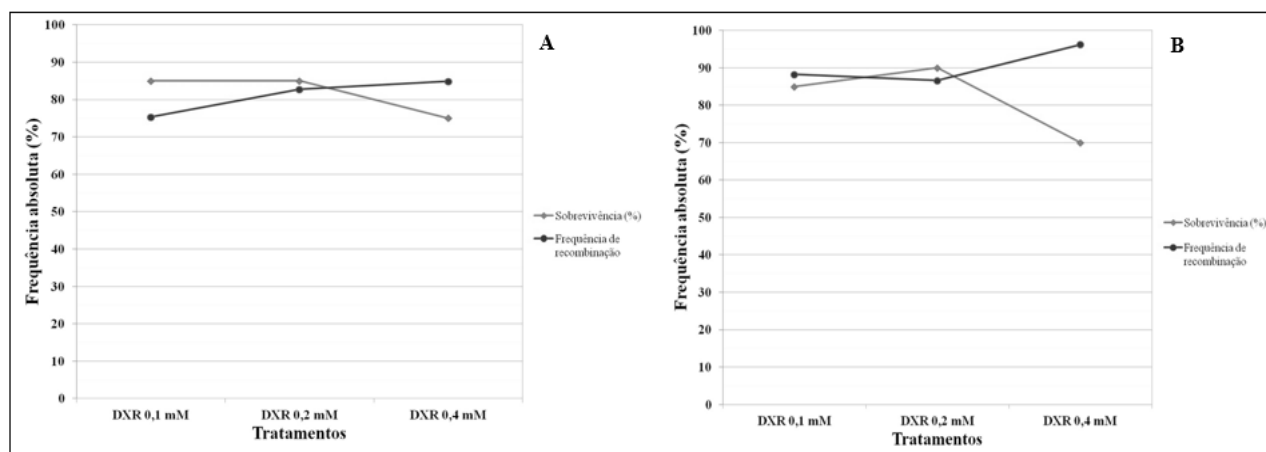 A
Frequência absoluta (%)
100
90
80
70
60
50
40
30
20
10
0
DXR 0,1 mM
DXR 0,2 mM
DXR 0,4 mM
Tratamentos
Sobrevivência (%)
Frequência de
recombinação
B
Frequência absoluta (%)
100
90
80
70
60
50
40
30
20
10
0
DXR 0,1 mM
DXR 0,2 mM
DXR 0,4 mM
Tratamentos
Sobrevivência (%)
Frequência de
recombinação